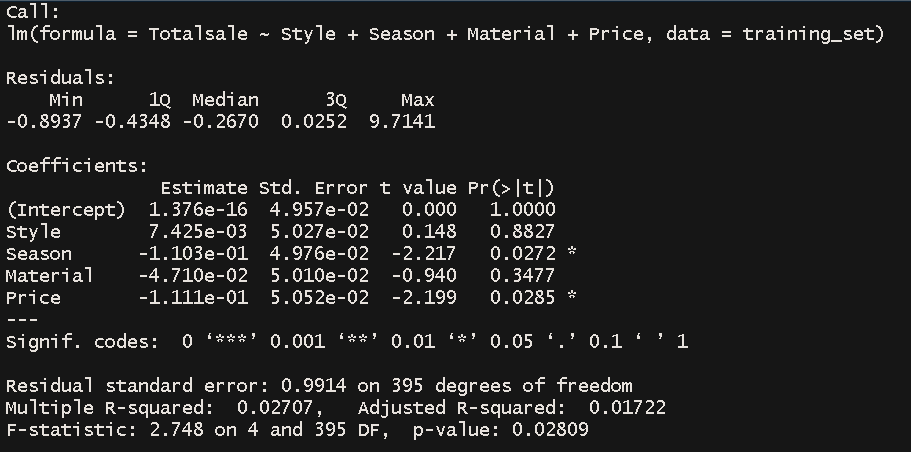 Call:
lm(formula = Totalsale ~ Style + Season + Material + Price, data = training_set)
Residuals:
    Min      1Q  Median      3Q     Max
-0.8937 -0.4348 -0.2670  0.0252  9.7141
Coefficients:
              Estimate Std. Error t value Pr(>|t|)
(Intercept)  1.376e-16  4.957e-02   0.000   1.0000
Style        7.425e-03  5.027e-02   0.148   0.8827
Season      -1.103e-01  4.976e-02  -2.217   0.0272 *
Material    -4.710e-02  5.010e-02  -0.940   0.3477
Price       -1.111e-01  5.052e-02  -2.199   0.0285 *
---
Signif. codes:  0 ‘***’ 0.001 ‘**’ 0.01 ‘*’ 0.05 ‘.’ 0.1 ‘ ’ 1
Residual standard error: 0.9914 on 395 degrees of freedom
Multiple R-squared:  0.02707,   Adjusted R-squared:  0.01722
F-statistic: 2.748 on 4 and 395 DF,  p-value: 0.02809